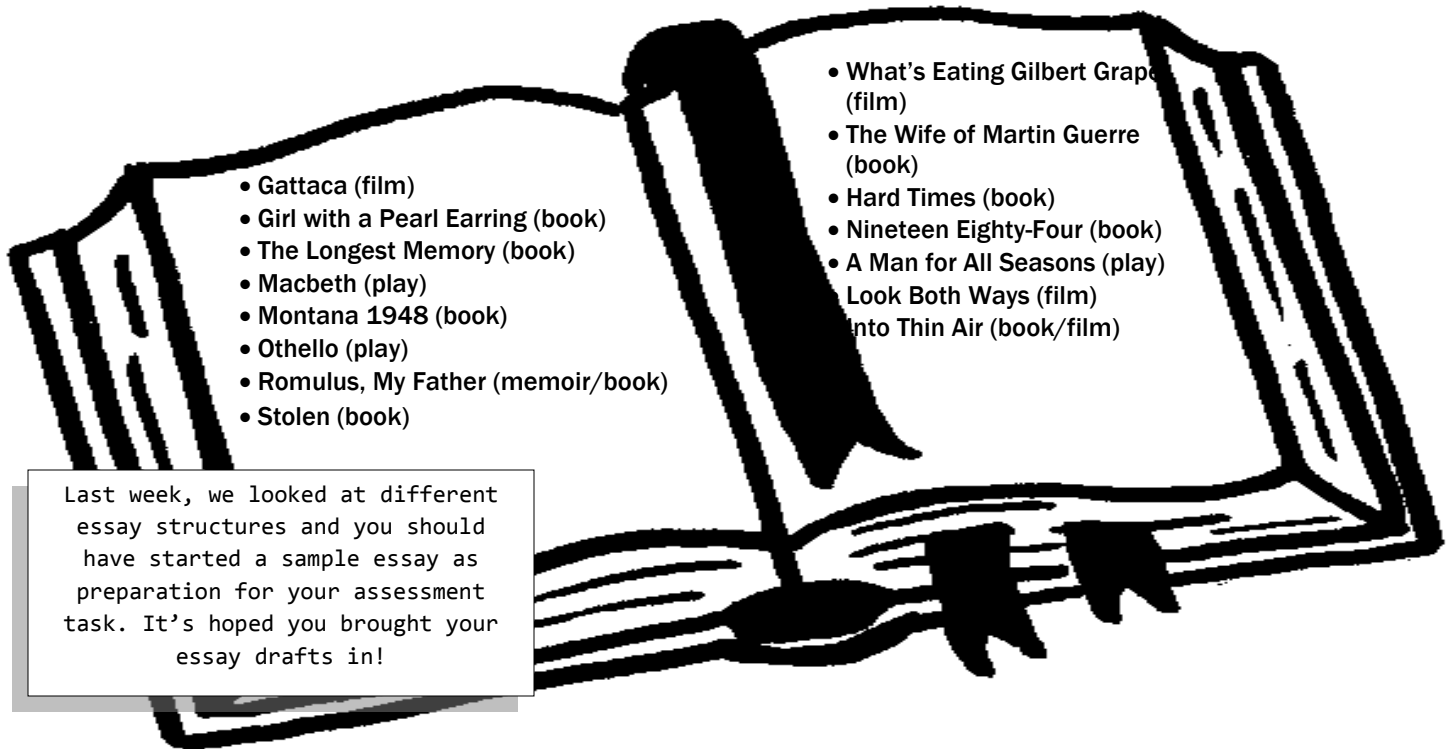 • Gattaca (film)
• Girl with a Pearl Earring (book)
• The Longest Memory (book)
• Macbeth (play)
• Montana 1948 (book)
• Othello (play)
• Romulus, My Father (memoir/book)
• Stolen (book)
• What’s Eating Gilbert Grape
(film)
• The Wife of Martin Guerre
(book)
• Hard Times (book)
• Nineteen Eighty-Four (book)
• A Man for All Seasons (play)
Look Both Ways (film)
Into Thin Air (book/film)
Last week, we looked at different
essay structures and you should
have started a sample essay as
preparation for your assessment
task. It’s hoped you brought your
essay drafts in!